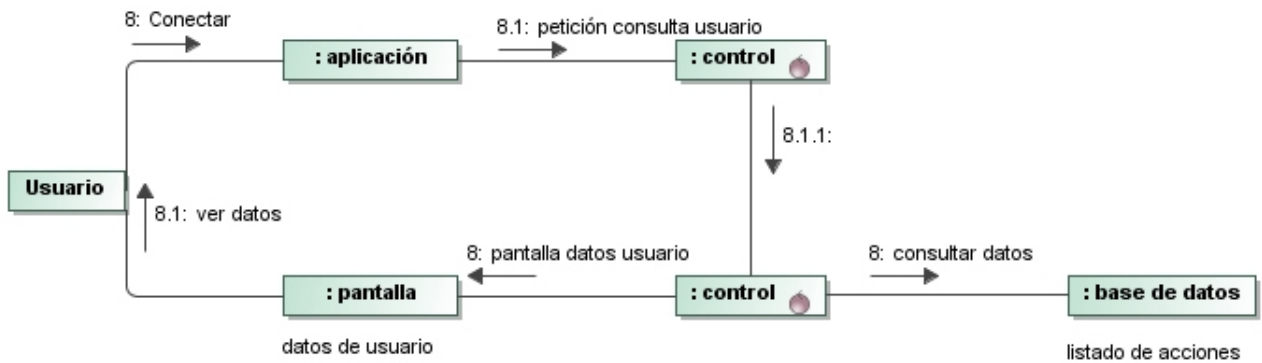 8: Conectar
8.1: petición consulta usuario
: aplicación
: control
8.1.1:
Usuario
8.1: ver datos
8: pantalla datos usuario
8: consultar datos
: pantalla
: control
: base de datos
datos de usuario
listado de acciones